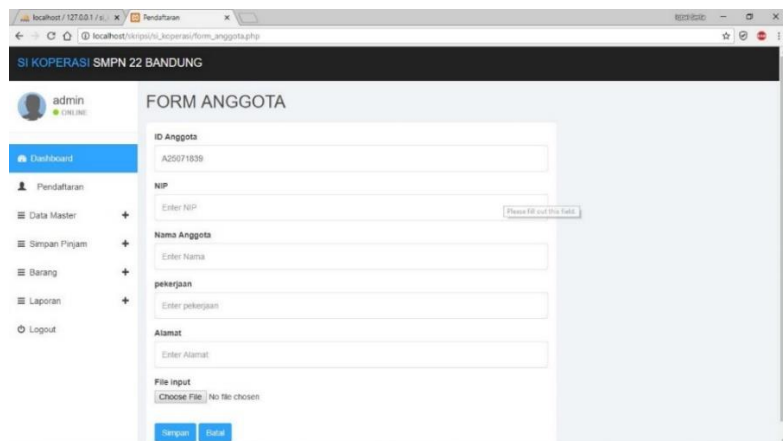 localhost / 127.0.0.1 / si_
Pendaftaran
localhost/skripsi/si_koperasi/form_anggota.php
SI KOPERASI SMPN 22 BANDUNG
admin
ONLINE
Dashboard
Pendaftaran
Data Master +
Simpan Pinjam +
Barang +
Laporan +
Logout
FORM ANGGOTA
ID Anggota
A25071839
NIP
Enter NIP
Please fill out this field.
Nama Anggota
Enter Nama
pekerjaan
Enter pekerjaan
Alamat
Enter Alamat
File input
Choose File No file chosen
Simpan Batal